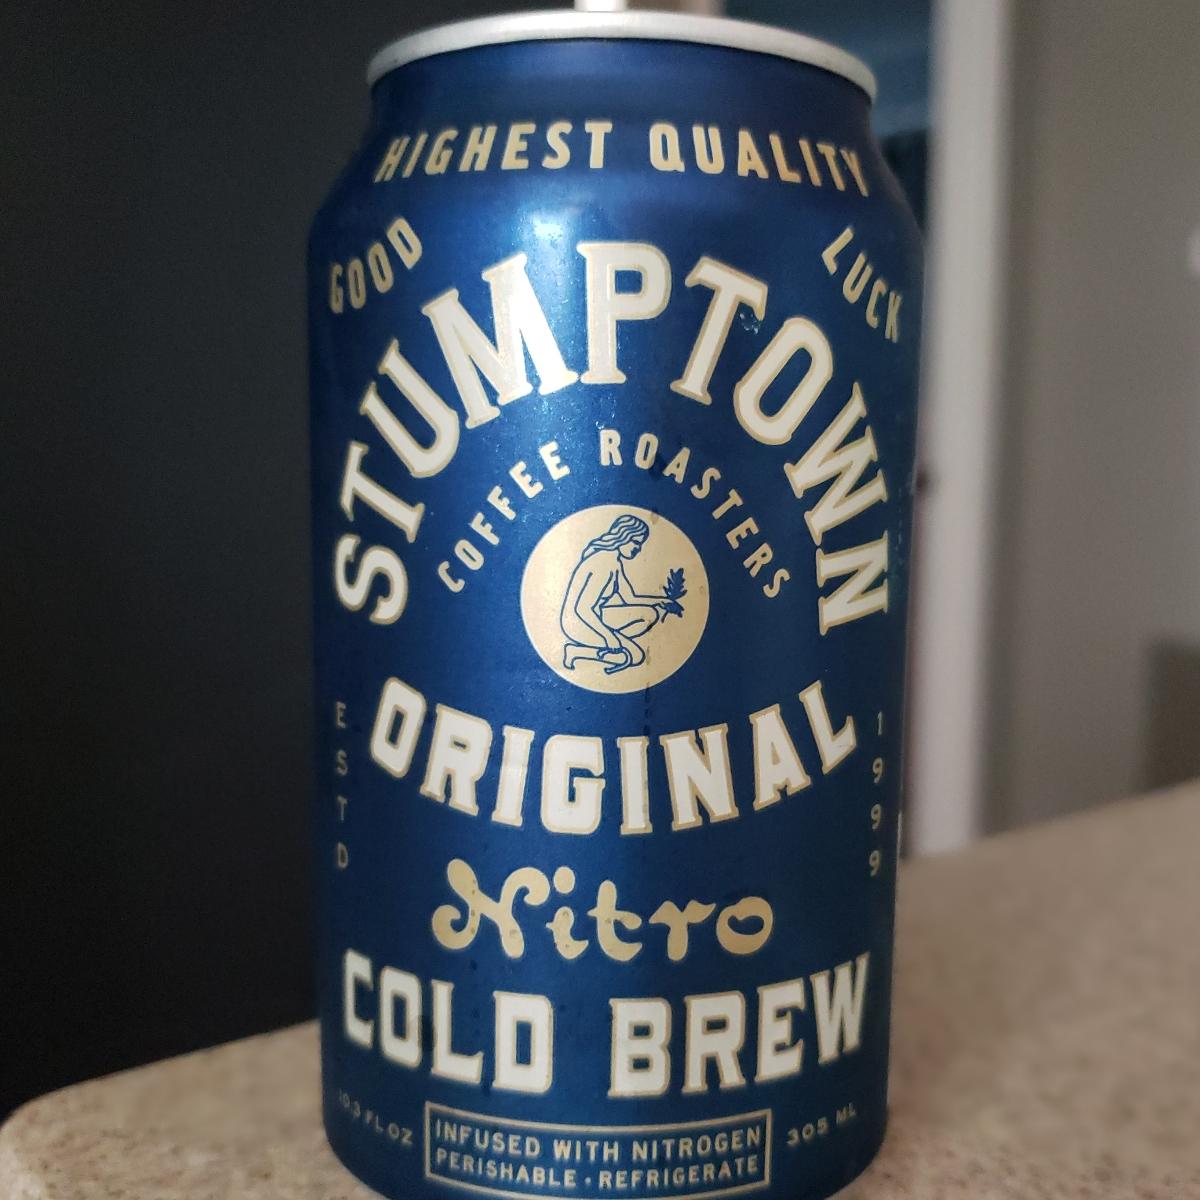 HIGHEST QUALITY
GOOD LUCK
STUMPTOWN
COFFEE ROASTERS
ORIGINAL
ESTD 1999
Nitro
COLD BREW
10.3 FL OZ
INFUSED WITH NITROGEN
PERISHABLE • REFRIGERATE
305 ML